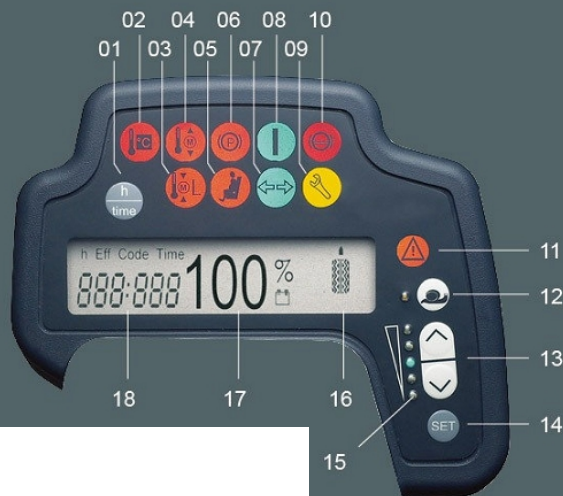 02 04 06 08 10
01 03 05 07 09
°C M (P)
h
time
M L
h Eff Code Time
888:888 100 %
11
12
13
18 17 16
SET 14
15